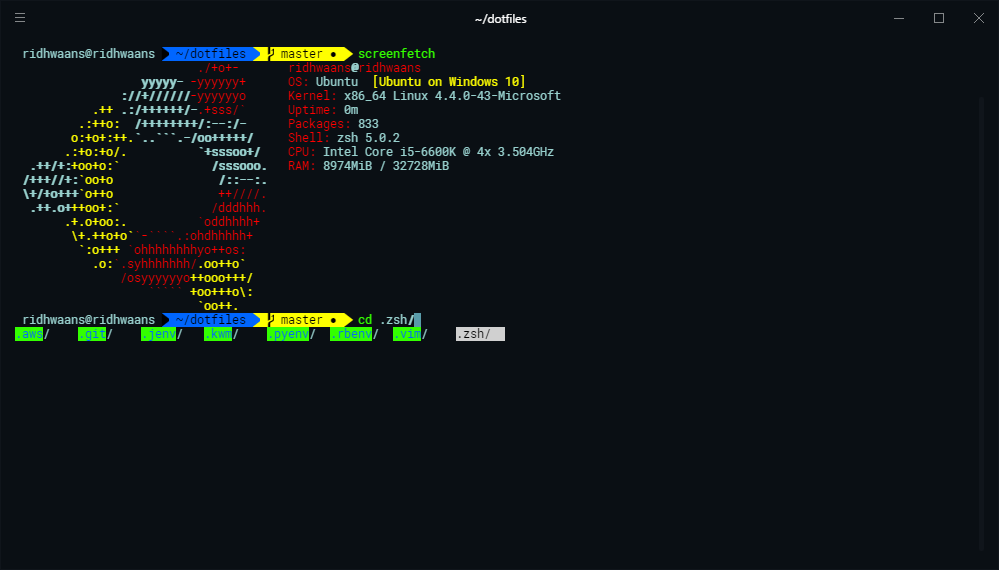 ~/dotfiles
ridhwaans@ridhwaans ~/dotfiles master ● screenfetch
./+o+- ridhwaans@ridhwaans
yyyyy- -yyyyyy+ OS: Ubuntu [Ubuntu on Windows 10]
://+//////-yyyyyyo Kernel: x86_64 Linux 4.4.0-43-Microsoft
.++ .:/++++++/-.+sss/` Uptime: 0m
.:++o: /++++++++/:--:/- Packages: 833
o:+o+:++.`..```.-/oo+++++/ Shell: zsh 5.0.2
.:+o:+o/. `+sssoo+/ CPU: Intel Core i5-6600K @ 4x 3.504GHz
.++/+:+oo+o:` /sssooo. RAM: 8974MiB / 32728MiB
/+++//+:`oo+o /::--:.
\+/+o+++`o++o ++////.
.++.o+++oo+:` /dddhhh.
.+.o+oo:. `oddhhhh+
\+.++o+o``-````.:ohdhhhhh+
`:o+++ `ohhhhhhhhyo++os:
.o:`.syhhhhhhh/.oo++o`
/osyyyyyyo++ooo+++/
````` +oo+++o\:
`oo++.
ridhwaans@ridhwaans ~/dotfiles master ● cd .zsh/
.aws/ .git/ .jenv/ .kwm/ .pyenv/ .rbenv/ .vim/ .zsh/